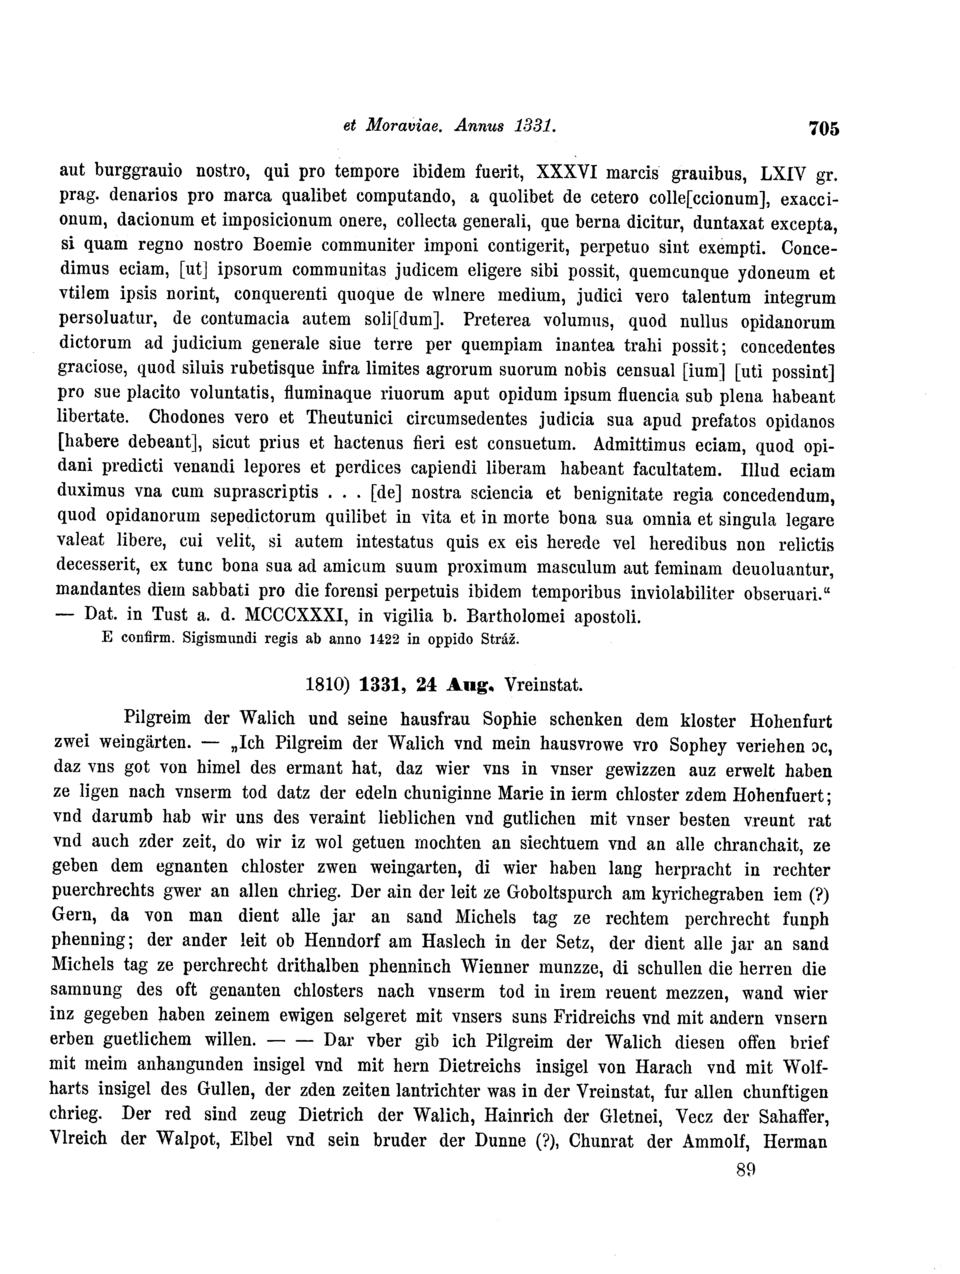 et Moraviae. Annus 1331. 705
aut burggrauio nostro, qui pro tempore ibidem fuerit, XXXVI marcis grauibus, LXIV gr.
prag. denarios pro marca qualibet computando, a quolibet de cetero colle[ccionum], exacci-
onum, dacionum et imposicionum onere, collecta generali, que berna dicitur, duntaxat excepta,
si quam regno nostro Boemie communiter imponi contigerit, perpetuo sint exempti. Conce-
dimus eciam, [ut] ipsorum communitas judicem eligere sibi possit, quemcunque ydoneum et
vtilem ipsis norint, conquerenti quoque de wlnere medium, judici vero talentum integrum
persoluatur, de contumacia autem soli[dum]. Preterea volumus, quod nullus opidanorum
dictorum ad judicium generale siue terre per quempiam inantea trahi possit; concedentes
graciose, quod siluis rubetisque infra limites agrorum suorum nobis censual [ium] [uti possint]
pro sue placito voluntatis, fluminaque riuorum aput opidum ipsum fluencia sub plena habeant
libertate. Chodones vero et Theutunici circumsedentes judicia sua apud prefatos opidanos
[habere debeant], sicut prius et hactenus fieri est consuetum. Admittimus eciam, quod opi-
dani predicti venandi lepores et perdices capiendi liberam habeant facultatem. Illud eciam
duximus vna cum suprascriptis . . . [de] nostra sciencia et benignitate regia concedendum,
quod opidanorum sepedictorum quilibet in vita et in morte bona sua omnia et singula legare
valeat libere, cui velit, si autem intestatus quis ex eis herede vel heredibus non relictis
decesserit, ex tunc bona sua ad amicum suum proximum masculum aut feminam deuoluantur,
mandantes diem sabbati pro die forensi perpetuis ibidem temporibus inviolabiliter obseruari.“
— Dat. in Tust a. d. MCCCXXXI, in vigilia b. Bartholomei apostoli.
E confirm. Sigismundi regis ab anno 1422 in oppido Stráž.
1810) 1331, 24 Aug. Vreinstat.
Pilgreim der Walich und seine hausfrau Sophie schenken dem kloster Hohenfurt
zwei weingärten. — „Ich Pilgreim der Walich vnd mein hausvrowe vro Sophey veriehen ɔc,
daz vns got von himel des ermant hat, daz wier vns in vnser gewizzen auz erwelt haben
ze ligen nach vnserm tod datz der edeln chuniginne Marie in ierm chloster zdem Hohenfuert;
vnd darumb hab wir uns des veraint lieblichen vnd gutlichen mit vnser besten vreunt rat
vnd auch zder zeit, do wir iz wol getuen mochten an siechtuem vnd an alle chranchait, ze
geben dem egnanten chloster zwen weingarten, di wier haben lang herpracht in rechter
puerchrechts gwer an allen chrieg. Der ain der leit ze Goboltspurch am kyrichegraben iem (?)
Gern, da von man dient alle jar an sand Michels tag ze rechtem perchrecht funph
phenning; der ander leit ob Henndorf am Haslech in der Setz, der dient alle jar an sand
Michels tag ze perchrecht drithalben phenninch Wienner munzze, di schullen die herren die
samnung des oft genanten chlosters nach vnserm tod in irem reuent mezzen, wand wier
inz gegeben haben zeinem ewigen selgeret mit vnsers suns Fridreichs vnd mit andern vnsern
erben guetlichem willen. — — Dar vber gib ich Pilgreim der Walich diesen offen brief
mit meim anhangunden insigel vnd mit hern Dietreichs insigel von Harach vnd mit Wolf-
harts insigel des Gullen, der zden zeiten lantrichter was in der Vreinstat, fur allen chunftigen
chrieg. Der red sind zeug Dietrich der Walich, Hainrich der Gletnei, Vecz der Sahaffer,
Vlreich der Walpot, Elbel vnd sein bruder der Dunne (?), Chunrat der Ammolf, Herman
89